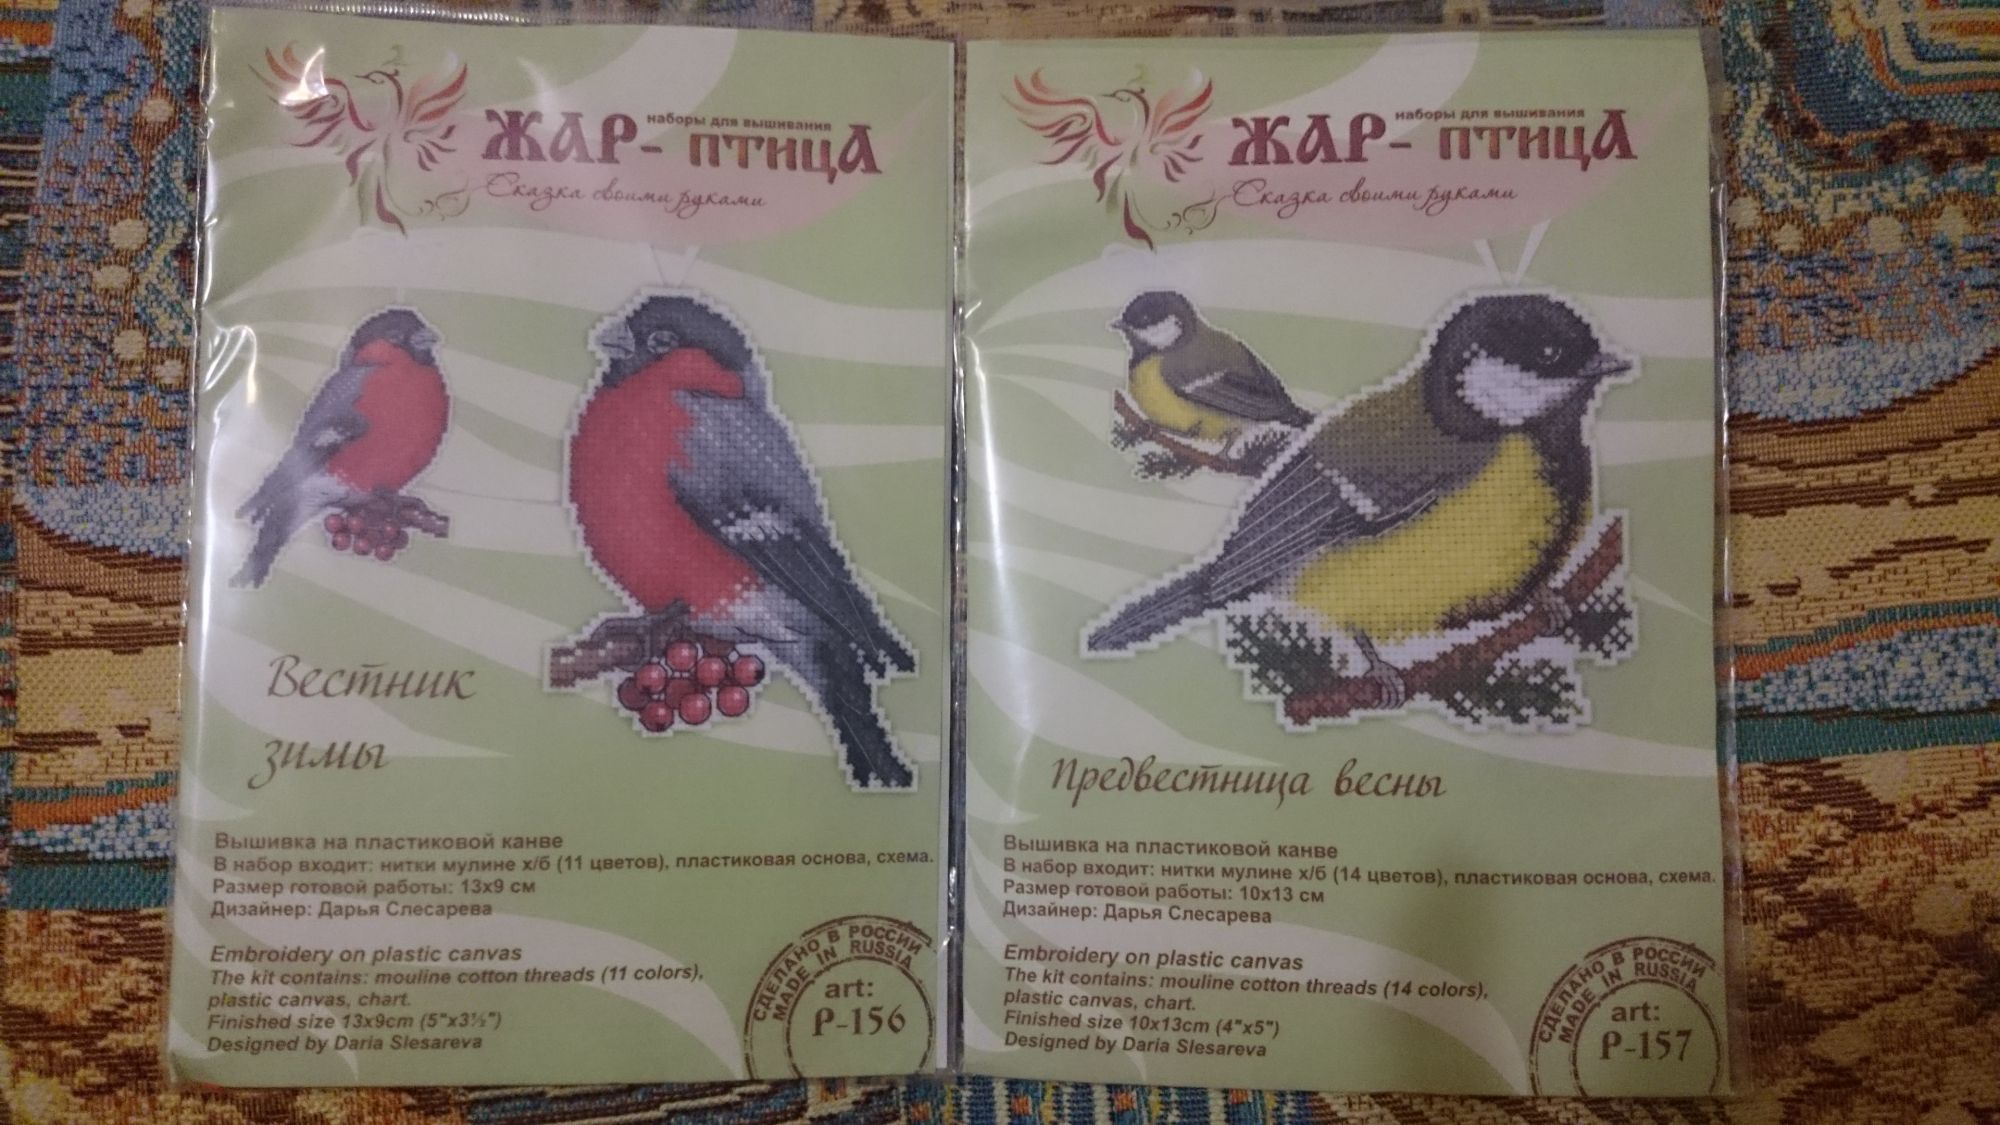 наборы для вышивания
ЖАР-ПТИЦА
Сказка своими руками
Вестник
зимы
Вышивка на пластиковой канве
В набор входит: нитки мулине х/б (11 цветов), пластиковая основа, схема.
Размер готовой работы: 13х9 см
Дизайнер: Дарья Слесарева
Embroidery on plastic canvas
The kit contains: mouline cotton threads (11 colors),
plastic canvas, chart.
Finished size 13x9cm (5"x3½")
Designed by Daria Slesareva
СДЕЛАНО В РОССИИ
MADE IN RUSSIA
art:
Р-156
наборы для вышивания
ЖАР-ПТИЦА
Сказка своими руками
Предвестница весны
Вышивка на пластиковой канве
В набор входит: нитки мулине х/б (14 цветов), пластиковая основа, схема.
Размер готовой работы: 10х13 см
Дизайнер: Дарья Слесарева
Embroidery on plastic canvas
The kit contains: mouline cotton threads (14 colors),
plastic canvas, chart.
Finished size 10x13cm (4"x5")
Designed by Daria Slesareva
СДЕЛАНО В РОССИИ
MADE IN RUSSIA
art:
Р-157